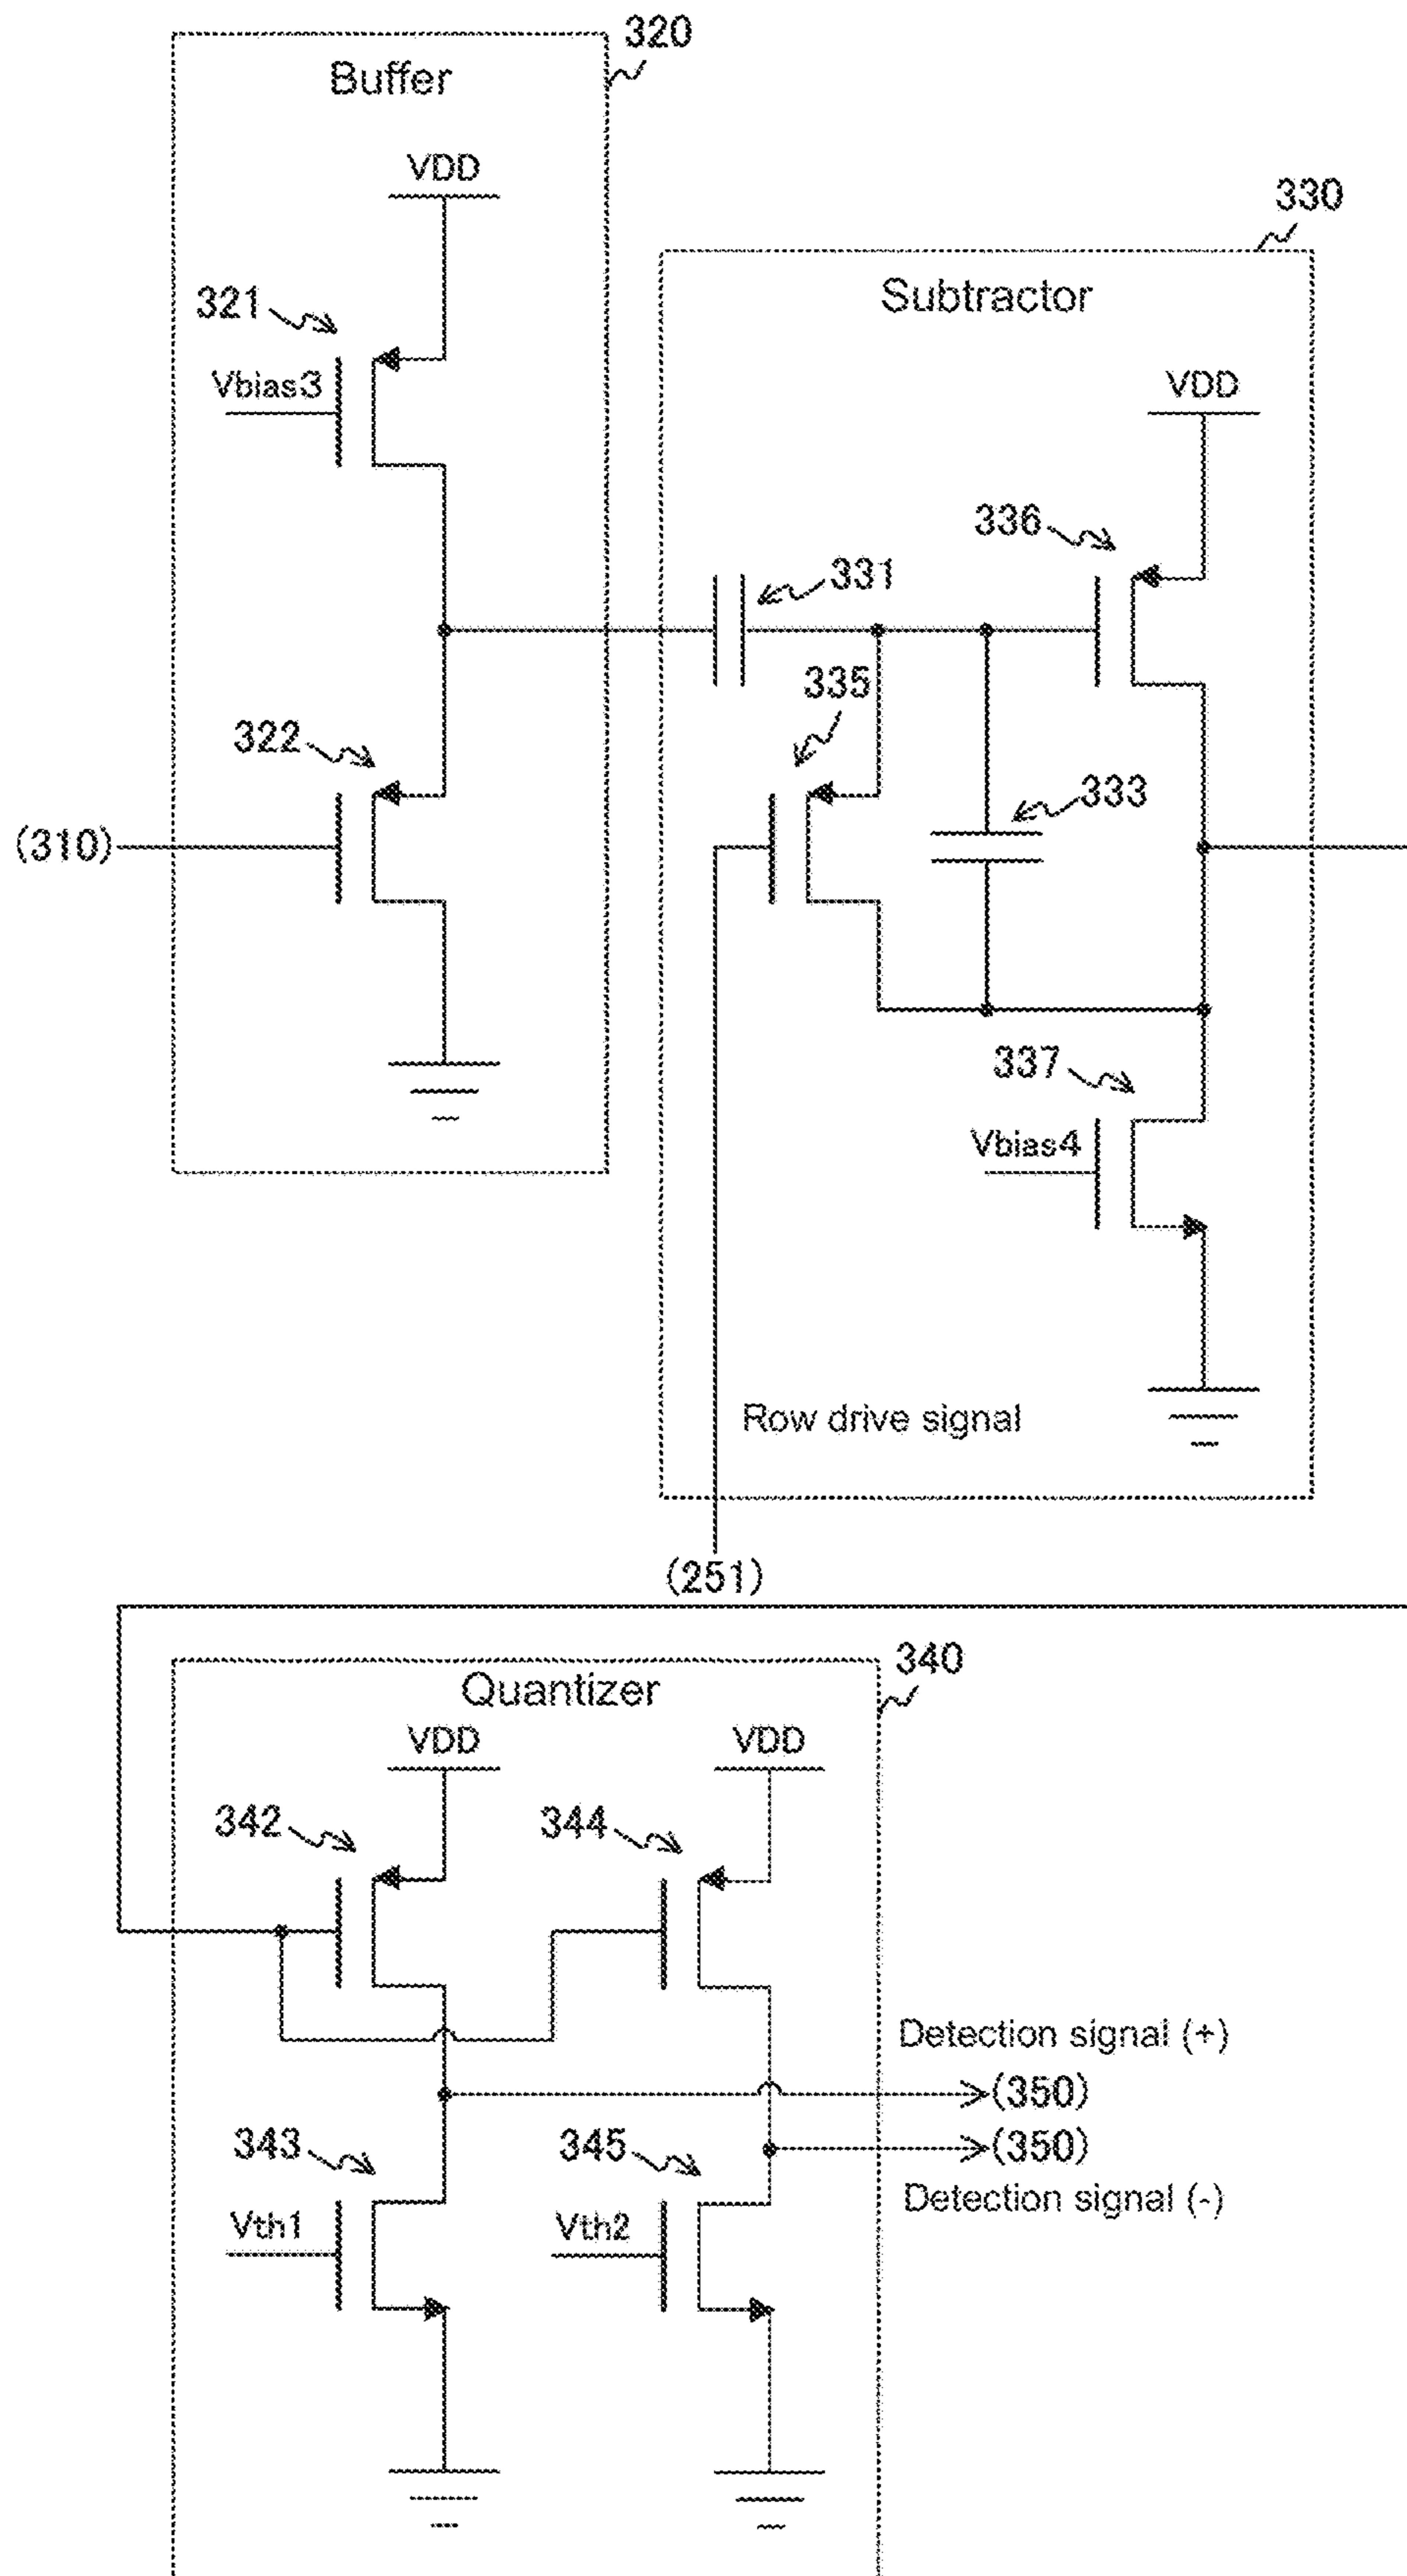 320
Buffer
VDD
330
Subtractor
321
Vbias3
VDD
336
331
335
322
333
(310)
337
Vbias4
Row drive signal
(251)
340
Quantizer
VDD
VDD
342
344
Detection signal (+)
(350)
343
345
(350)
Detection signal (-)
Vth1
Vth2